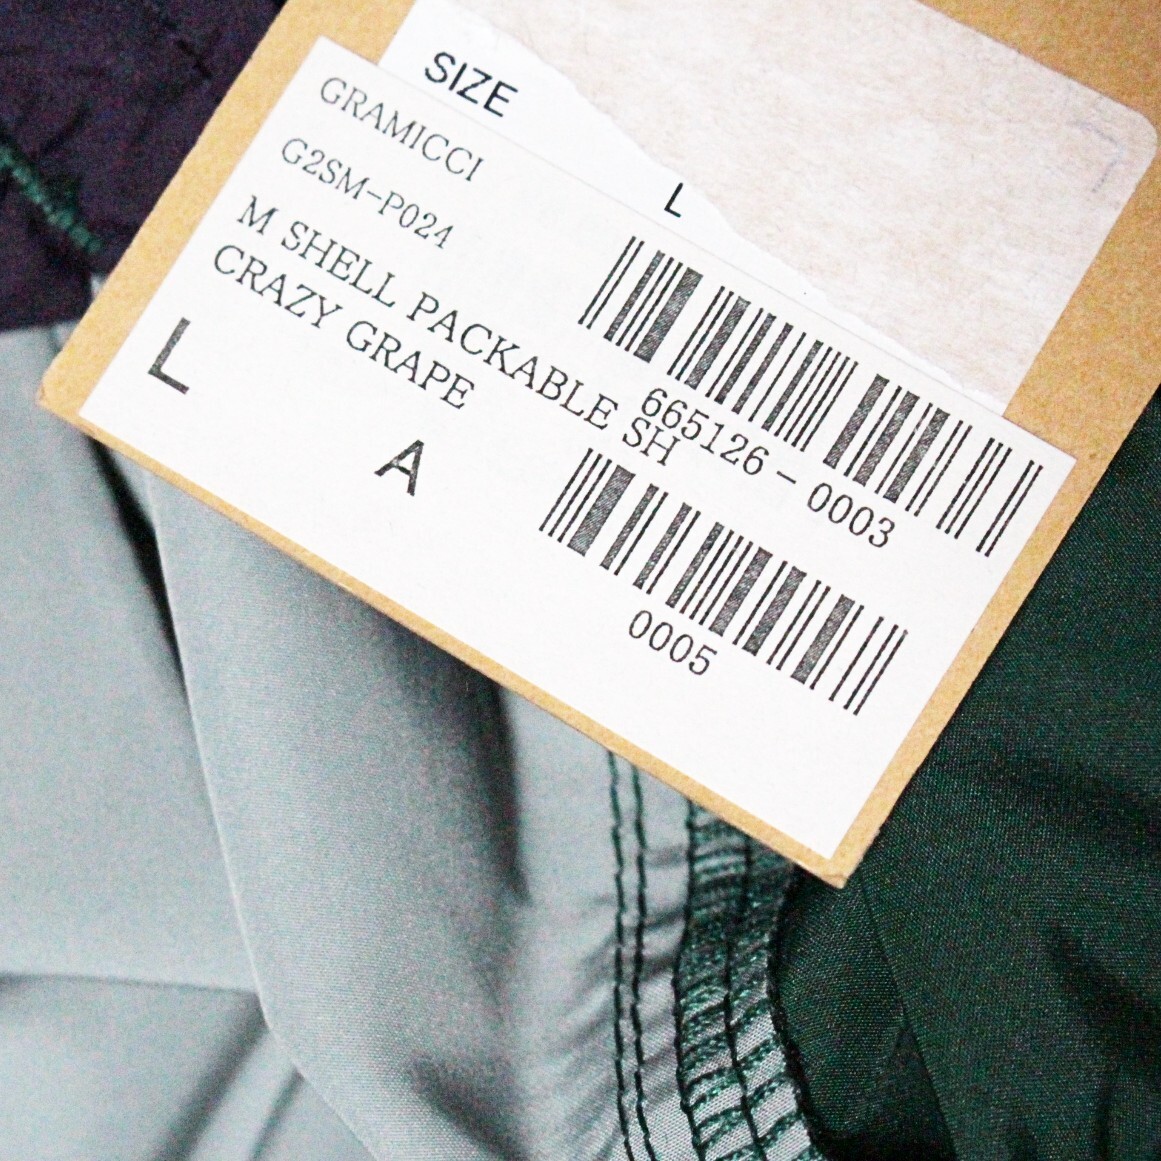 SIZE
L
GRAMICCI
G2SM-P024
M SHELL PACKABLE SH
CRAZY GRAPE
L
A
665126-0003
0005